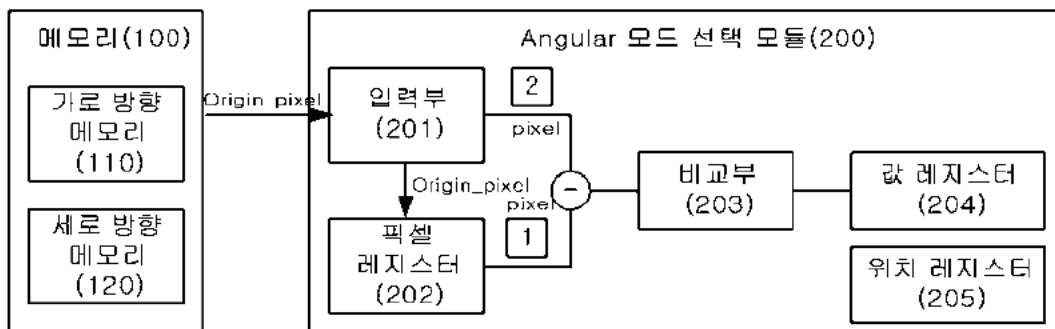 메모리(100)
가로 방향
메모리
(110)
세로 방향
메모리
(120)
Origin_pixel
Angular 모드 선택 모듈(200)
입력부
(201)
2
pixel
Origin_pixel
pixel
1
픽셀
레지스터
(202)
-
비교부
(203)
값 레지스터
(204)
위치 레지스터
(205)